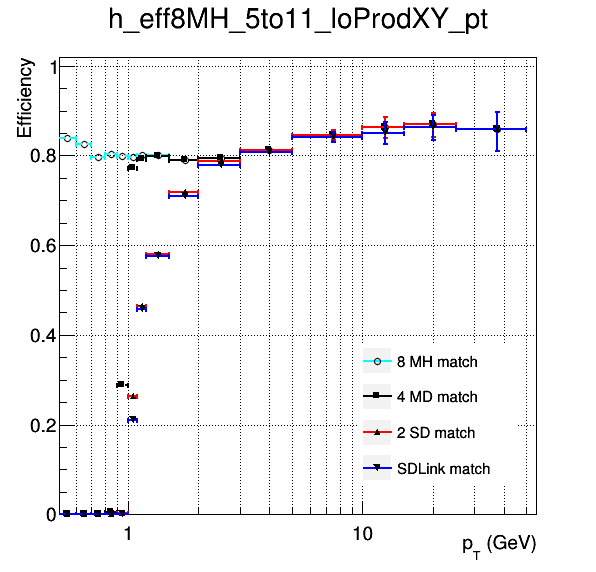 h_eff8MH_5to11_loProdXY_pt
Efficiency
1
0.8
0.6
0.4
0.2
0
8 MH match
4 MD match
2 SD match
SDLink match
1
10
p_T (GeV)